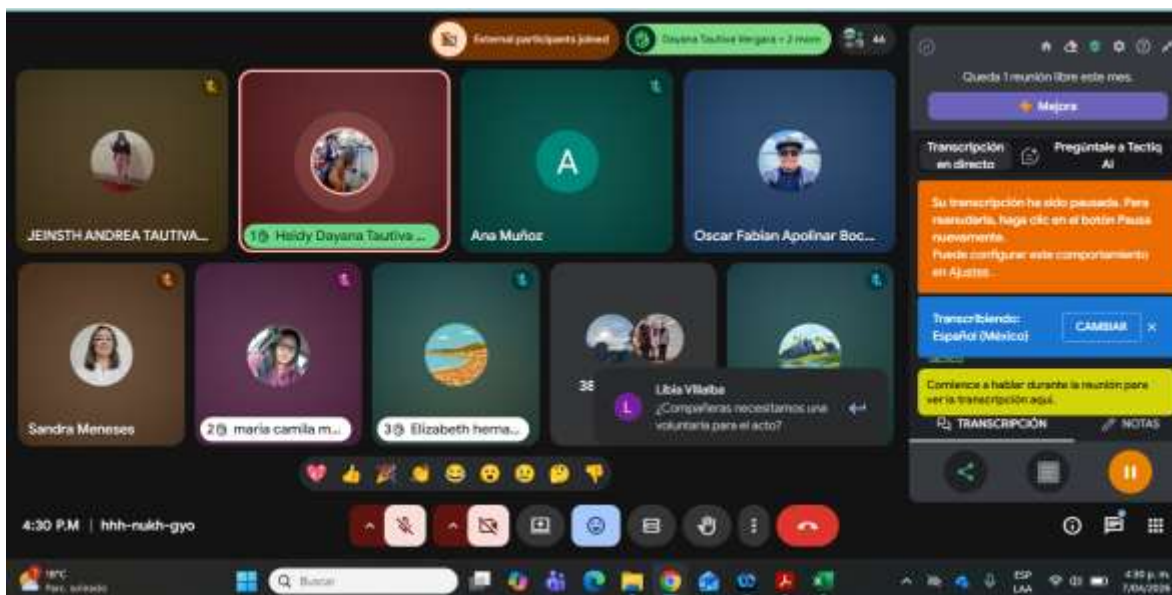 External participants joined
Dayana Tautiva Vergara + 2 more
46
Queda 1 reunión libre este mes.
Mejora
Transcripción
en directo
Pregúntale a Tactiq
AI
Su transcripción ha sido pausada. Para
reanudarla, haga clic en el botón Pausa
nuevamente.
Puede configurar este comportamiento
en Ajustes.
Transcribiendo:
Español (México)
CAMBIAR
Comience a hablar durante la reunión para
ver la transcripción aquí.
TRANSCRIPCIÓN
NOTAS
JEINSTH ANDREA TAUTIVA...
1 Heidy Dayana Tautiva ...
Ana Muñoz
A
Oscar Fabian Apolinar Boc...
Sandra Meneses
2 maria camila m...
3 Elizabeth herna...
38
L
Libia Villalba
¿Compañeras necesitamos una
voluntaria para el acto?
4:30 P.M | hhh-nukh-gyo
Buscar
ESP
LAA
4:30 p. m.